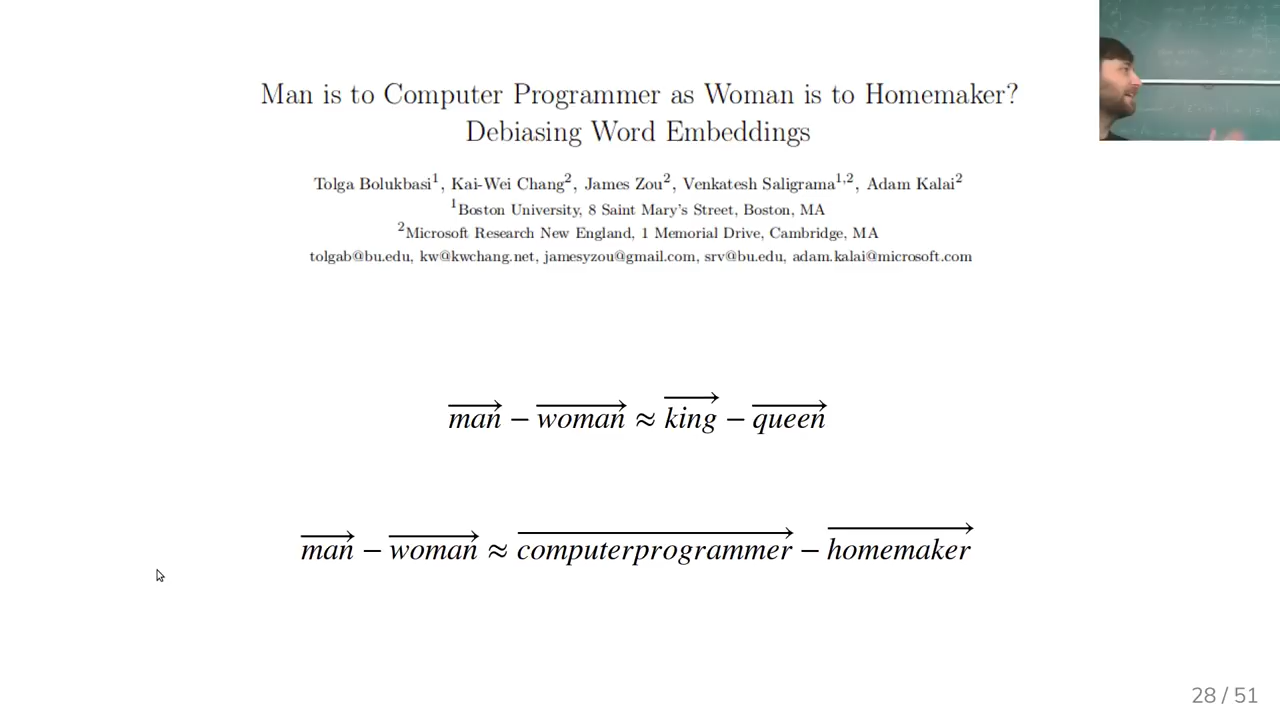 Man is to Computer Programmer as Woman is to Homemaker?
Debiasing Word Embeddings
Tolga Bolukbasi¹, Kai-Wei Chang², James Zou², Venkatesh Saligrama¹,², Adam Kalai²
¹Boston University, 8 Saint Mary's Street, Boston, MA
²Microsoft Research New England, 1 Memorial Drive, Cambridge, MA
tolgab@bu.edu, kw@kwchang.net, jamesyzou@gmail.com, srv@bu.edu, adam.kalai@microsoft.com
man − woman ≈ king − queen
man − woman ≈ computerprogrammer − homemaker
28 / 51